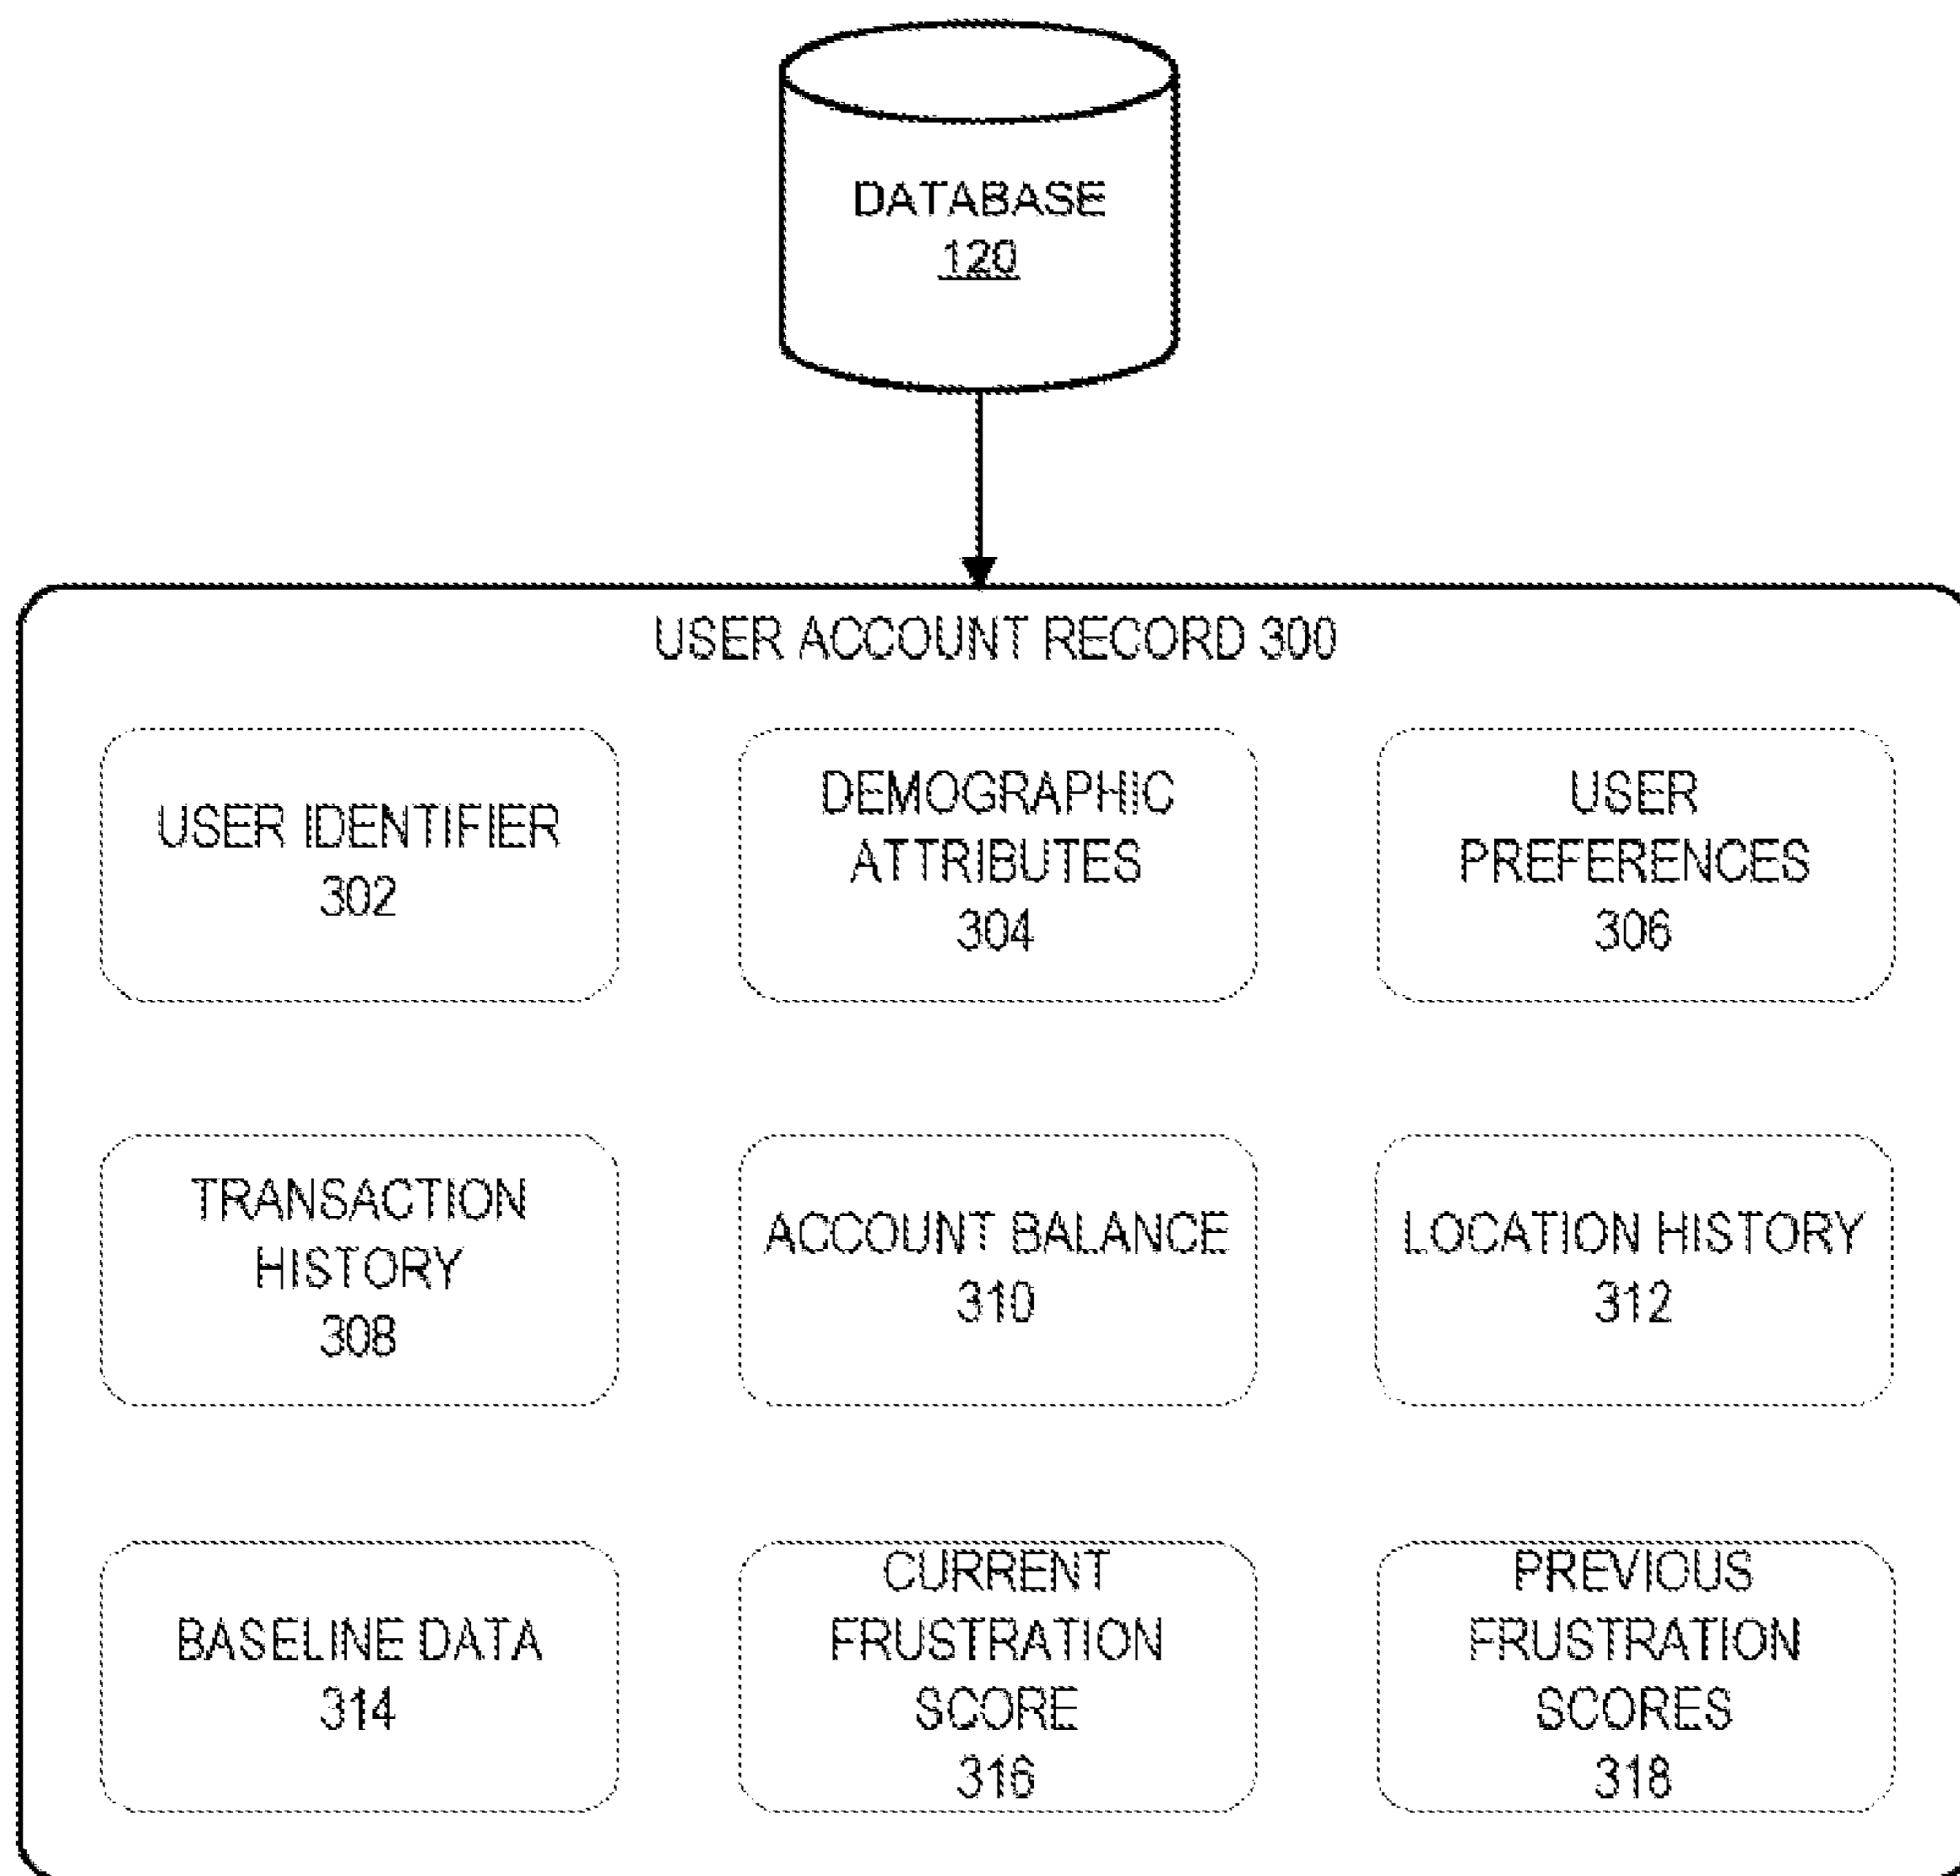 DATABASE
120
USER ACCOUNT RECORD 300
USER IDENTIFIER
302
DEMOGRAPHIC
ATTRIBUTES
304
USER
PREFERENCES
306
TRANSACTION
HISTORY
308
ACCOUNT BALANCE
310
LOCATION HISTORY
312
BASELINE DATA
314
CURRENT
FRUSTRATION
SCORE
316
PREVIOUS
FRUSTRATION
SCORES
318